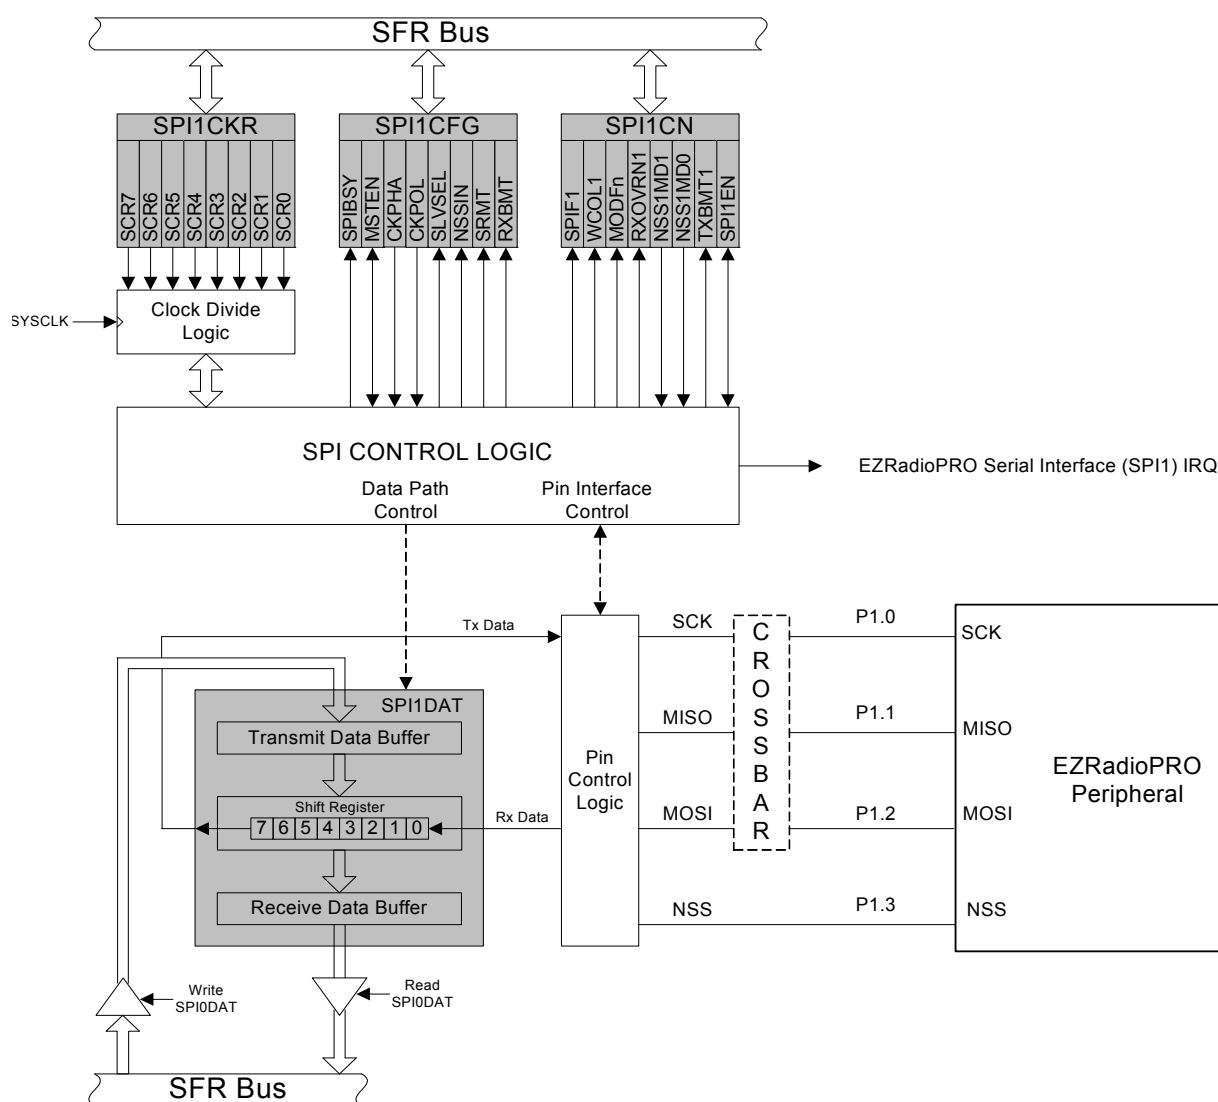 SFR Bus
SPI1CKR
SPI1CFG
SPI1CN
SCR7
SCR6
SCR5
SCR4
SCR3
SCR2
SCR1
SCR0
SPIBSY
MSTEN
CKPHA
CKPOL
SLVSEL
NSSIN
SRMT
RXBMT
SPIF1
WCOL1
MODFn
RXOVRN1
NSS1MD1
NSS1MD0
TXBMT1
SPI1EN
SYSCLK
Clock Divide
Logic
SPI CONTROL LOGIC
Data Path
Control
Pin Interface
Control
EZRadioPRO Serial Interface (SPI1) IRQ
Tx Data
SPI1DAT
Transmit Data Buffer
Shift Register
7 6 5 4 3 2 1 0
Rx Data
Receive Data Buffer
Pin
Control
Logic
SCK
MISO
MOSI
NSS
CROSSBAR
P1.0
P1.1
P1.2
P1.3
SCK
MISO
MOSI
NSS
EZRadioPRO
Peripheral
Write
SPI0DAT
Read
SPI0DAT
SFR Bus